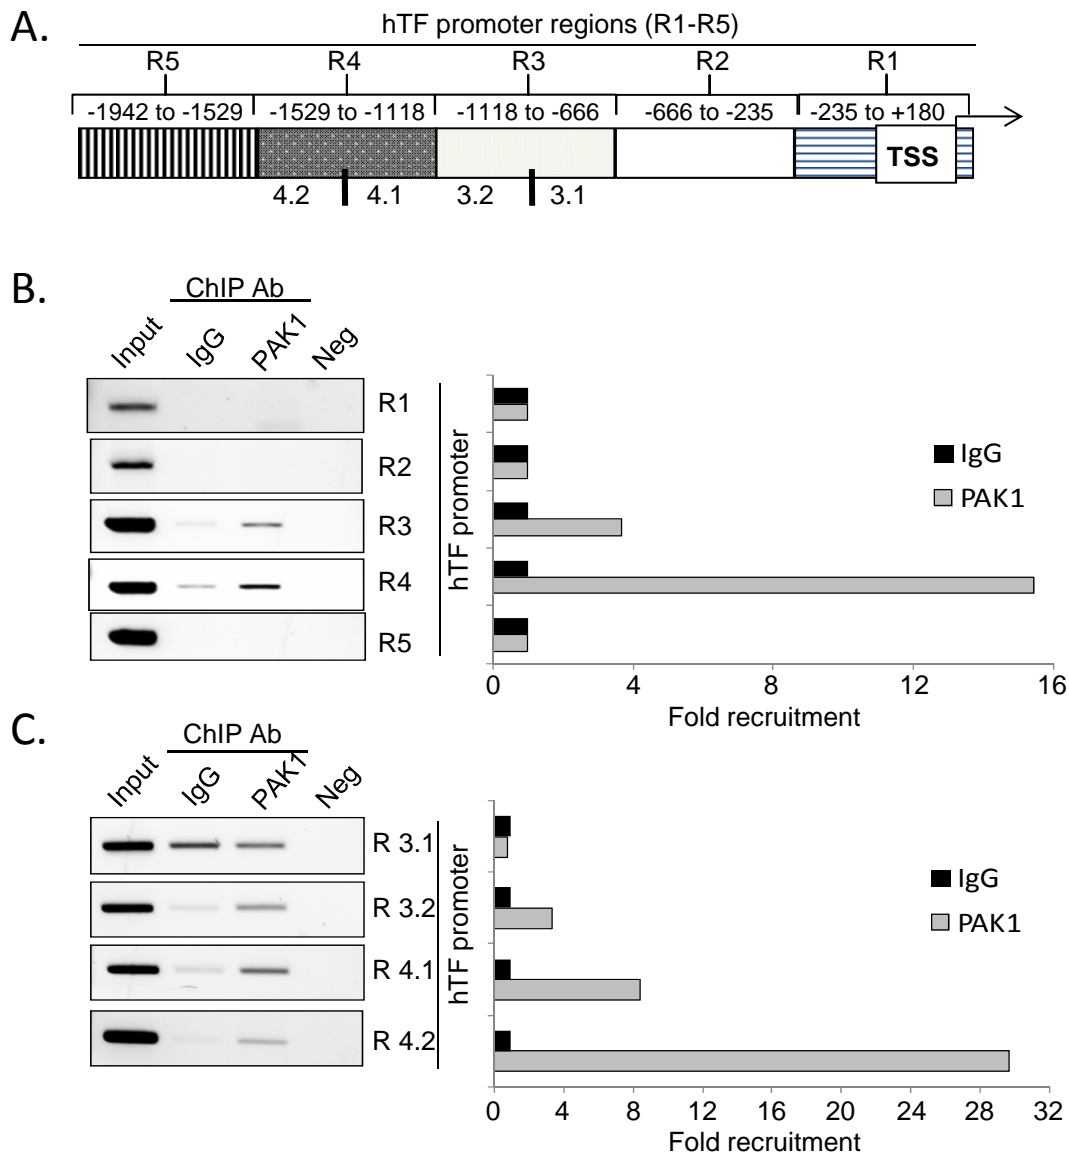 A.
hTF promoter regions (R1-R5)
R5 R4 R3 R2 R1
-1942 to -1529 -1529 to -1118 -1118 to -666 -666 to -235 -235 to +180
TSS
4.2 4.1 3.2 3.1
B.
ChIP Ab
Input IgG PAK1 Neg
R1
R2
R3
R4
R5
hTF promoter
IgG
PAK1
0 4 8 12 16
Fold recruitment
C.
ChIP Ab
Input IgG PAK1 Neg
R 3.1
R 3.2
R 4.1
R 4.2
hTF promoter
IgG
PAK1
0 4 8 12 16 20 24 28 32
Fold recruitment